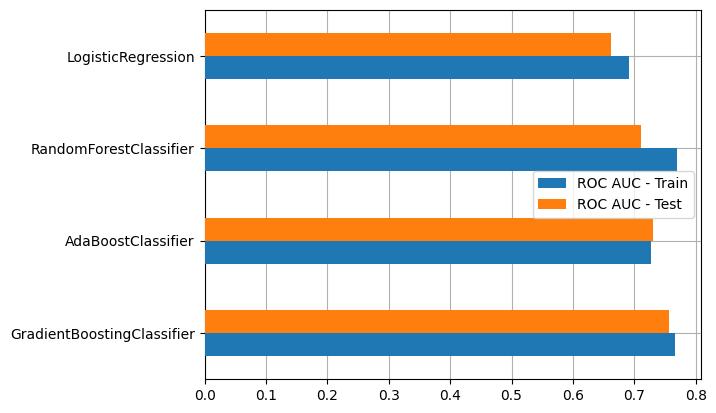 LogisticRegression
RandomForestClassifier
ROC AUC - Train
ROC AUC - Test
AdaBoostClassifier
GradientBoostingClassifier
0.0 0.1 0.2 0.3 0.4 0.5 0.6 0.7 0.8